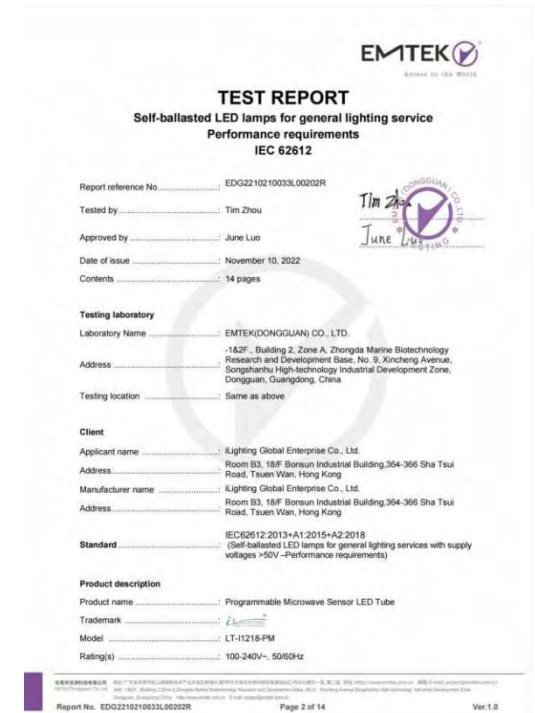 EMTEK
Access to the World
TEST REPORT
Self-ballasted LED lamps for general lighting service
Performance requirements
IEC 62612
Report reference No. : EDG2210210033L00202R
Tested by : Tim Zhou
Tim Zhou
Approved by : June Luo
June Luo
Date of issue : November 10, 2022
Contents : 14 pages
Testing laboratory
Laboratory Name : EMTEK(DONGGUAN) CO., LTD.
Address : -1&2F., Building 2, Zone A, Zhongda Marine Biotechnology
Research and Development Base, No. 9, Xincheng Avenue,
Songshanhu High-technology Industrial Development Zone,
Dongguan, Guangdong, China
Testing location : Same as above
Client
Applicant name : iLighting Global Enterprise Co., Ltd.
Address : Room B3, 18/F Bonsun Industrial Building,364-366 Sha Tsui
Road, Tsuen Wan, Hong Kong
Manufacturer name : iLighting Global Enterprise Co., Ltd.
Address : Room B3, 18/F Bonsun Industrial Building,364-366 Sha Tsui
Road, Tsuen Wan, Hong Kong
Standard : IEC62612:2013+A1:2015+A2:2018
(Self-ballasted LED lamps for general lighting services with supply
voltages >50V –Performance requirements)
Product description
Product name : Programmable Microwave Sensor LED Tube
Trademark :
Model : LT-I1218-PM
Rating(s) : 100-240V~, 50/60Hz
Report No. EDG2210210033L00202R Page 2 of 14 Ver.1.0